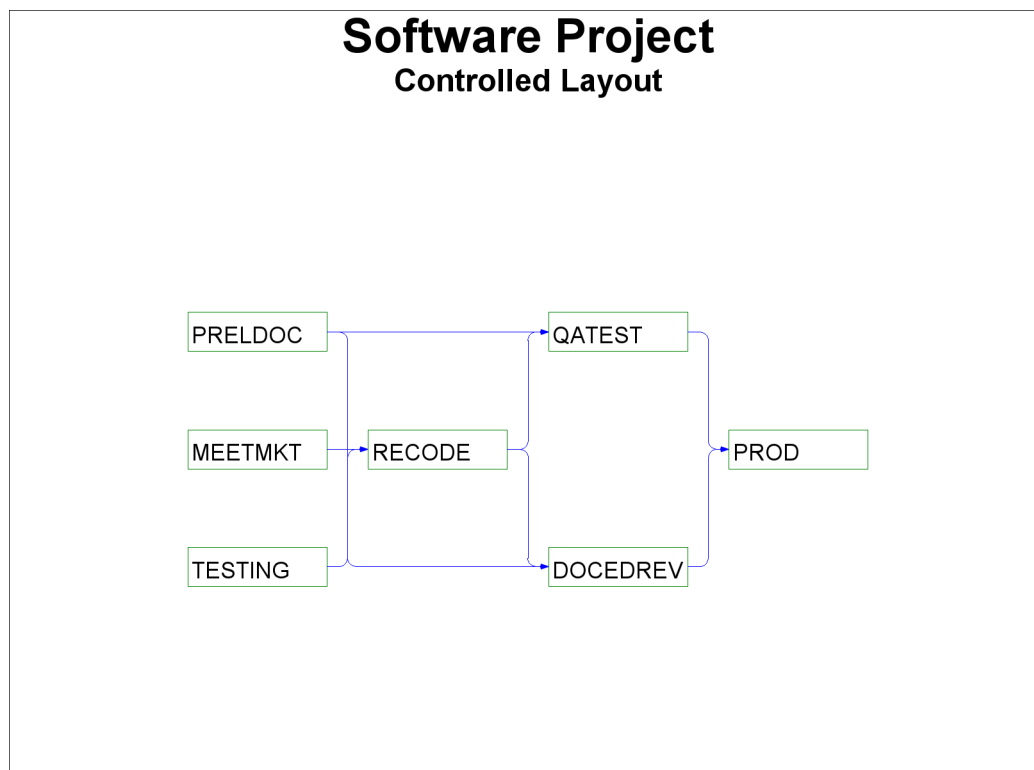 Software Project
Controlled Layout
PRELDOC
QATEST
MEETMKT
RECODE
PROD
TESTING
DOCEDREV